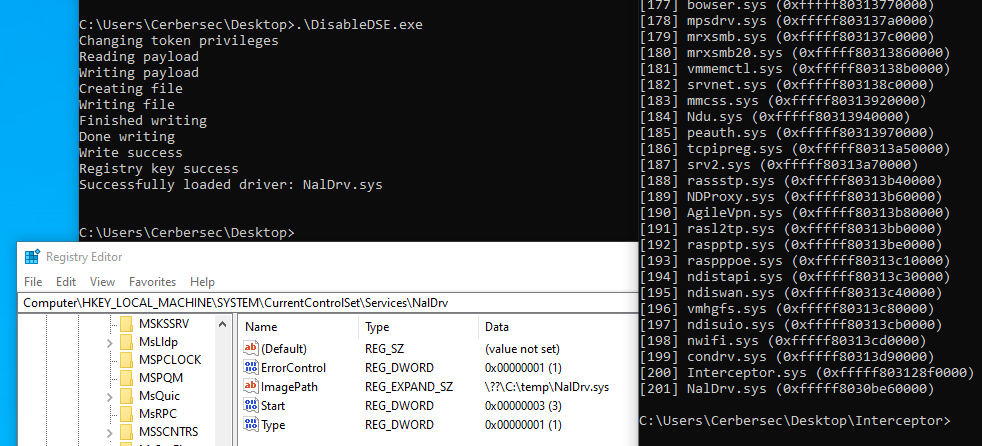 C:\Users\Cerbersec\Desktop>.\DisableDSE.exe
Changing token privileges
Reading payload
Writing payload
Creating file
Writing file
Finished writing
Done writing
Write success
Registry key success
Successfully loaded driver: NalDrv.sys
C:\Users\Cerbersec\Desktop>
Registry Editor
File Edit View Favorites Help
Computer\HKEY_LOCAL_MACHINE\SYSTEM\CurrentControlSet\Services\NalDrv
MSKSSRV
MsLldp
MSPCLOCK
MSPQM
MsQuic
MsRPC
MSSCNTRS
Name Type Data
(Default) REG_SZ (value not set)
ErrorControl REG_DWORD 0x00000001 (1)
ImagePath REG_EXPAND_SZ \??\C:\temp\NalDrv.sys
Start REG_DWORD 0x00000003 (3)
Type REG_DWORD 0x00000001 (1)
[177] bowser.sys (0xfffff80313770000)
[178] mpsdrv.sys (0xfffff803137a0000)
[179] mrxsmb.sys (0xfffff803137c0000)
[180] mrxsmb20.sys (0xfffff80313860000)
[181] vmmemctl.sys (0xfffff803138b0000)
[182] srvnet.sys (0xfffff803138c0000)
[183] mmcss.sys (0xfffff80313920000)
[184] Ndu.sys (0xfffff80313940000)
[185] peauth.sys (0xfffff80313970000)
[186] tcpipreg.sys (0xfffff80313a50000)
[187] srv2.sys (0xfffff80313a70000)
[188] rassstp.sys (0xfffff80313b40000)
[189] NDProxy.sys (0xfffff80313b60000)
[190] AgileVpn.sys (0xfffff80313b80000)
[191] rasl2tp.sys (0xfffff80313bb0000)
[192] raspptp.sys (0xfffff80313be0000)
[193] raspppoe.sys (0xfffff80313c10000)
[194] ndistapi.sys (0xfffff80313c30000)
[195] ndiswan.sys (0xfffff80313c40000)
[196] vmhgfs.sys (0xfffff80313c80000)
[197] ndisuio.sys (0xfffff80313cb0000)
[198] nwifi.sys (0xfffff80313cd0000)
[199] condrv.sys (0xfffff80313d90000)
[200] Interceptor.sys (0xfffff803128f0000)
[201] NalDrv.sys (0xfffff8030be60000)
C:\Users\Cerbersec\Desktop\Interceptor>